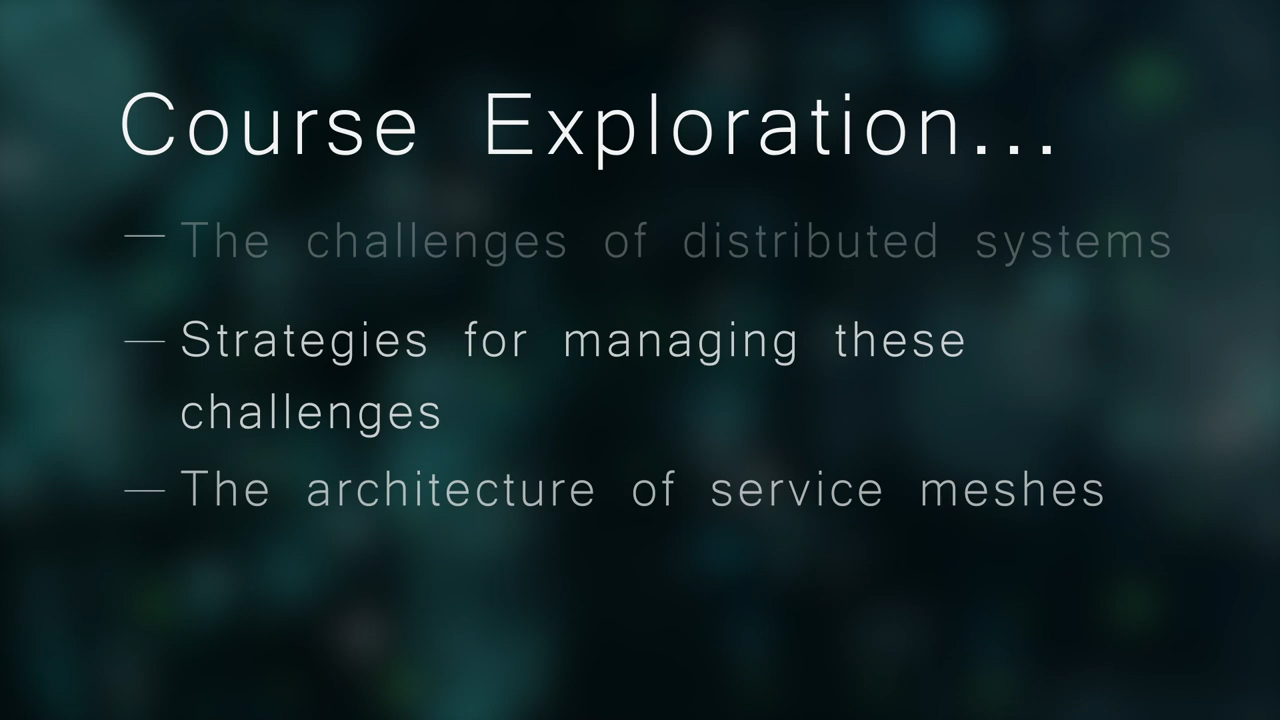 Course Exploration...
— The challenges of distributed systems
— Strategies for managing these
challenges
— The architecture of service meshes